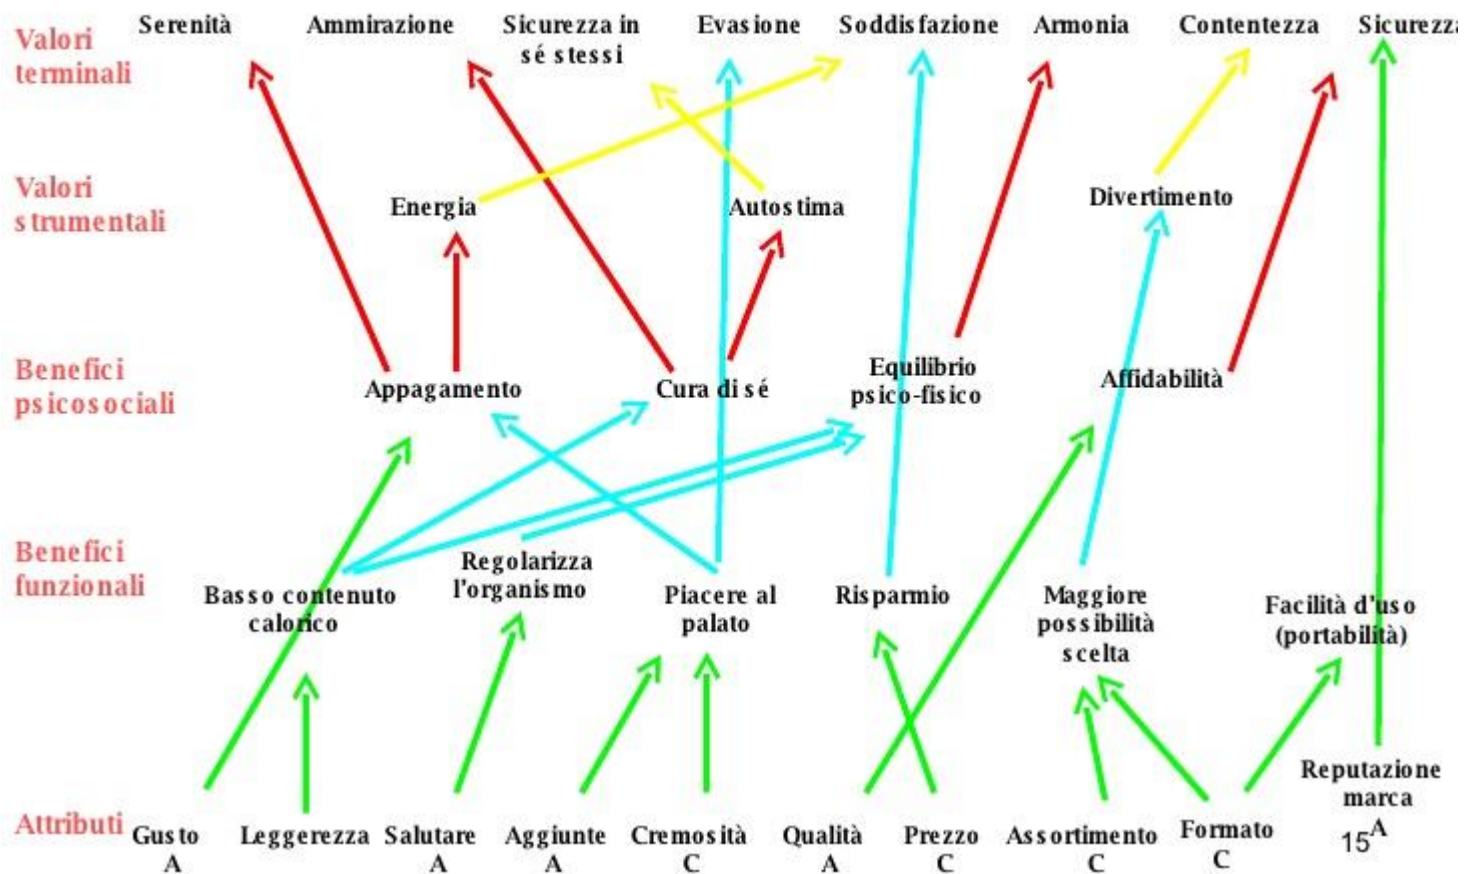 Valori
terminali
Serenità
Ammirazione
Sicurezza in
sé stessi
Evasione
Soddisfazione
Armonia
Contentezza
Sicurezza
Valori
strumentali
Energia
Autostima
Divertimento
Benefici
psicosociali
Appagamento
Cura di sé
Equilibrio
psico-fisico
Affidabilità
Benefici
funzionali
Basso contenuto
calorico
Regolarizza
l'organismo
Piacere al
palato
Risparmio
Maggiore
possibilità
scelta
Facilità d'uso
(portabilità)
Attributi
Gusto
A
Leggerezza
Salutare
A
Aggiunte
A
Cremosità
C
Qualità
A
Prezzo
C
Assortimento
C
Formato
C
Reputazione
marca
A
15